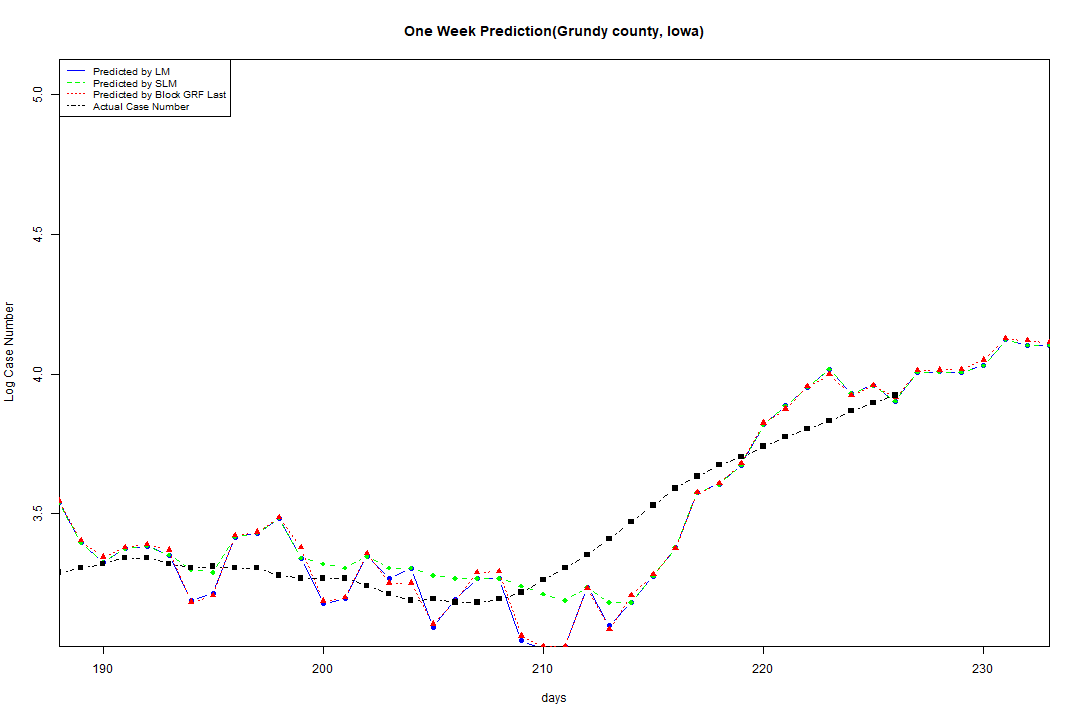 One Week Prediction(Grundy county, Iowa)
Predicted by LM
Predicted by SLM
Predicted by Block GRF Last
Actual Case Number
5.0
4.5
4.0
3.5
Log Case Number
190 200 210 220 230
days